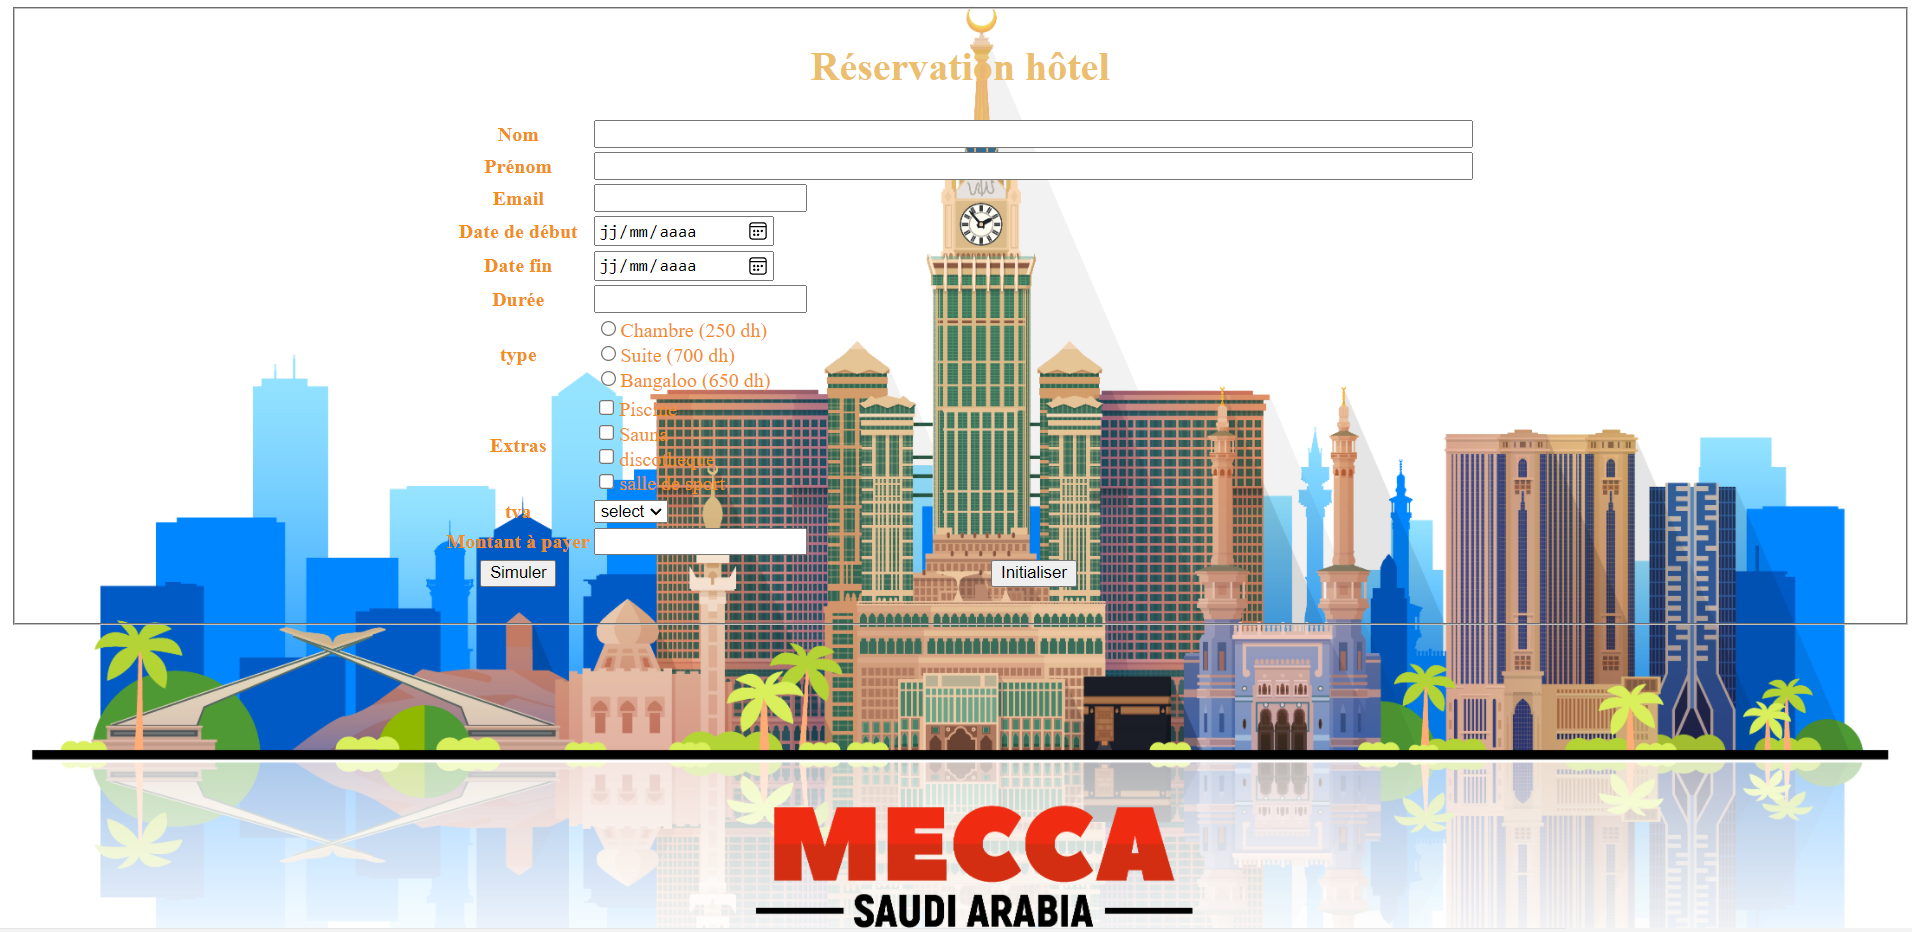 Réservation hôtel
Nom
Prénom
Email
Date de début jj/mm/aaaa
Date fin jj/mm/aaaa
Durée
type
Chambre (250 dh)
Suite (700 dh)
Bangaloo (650 dh)
Extras
Piscine
Sauna
discotheque
salle de sport
tva select
Montant à payer
Simuler Initialiser
MECCA
SAUDI ARABIA